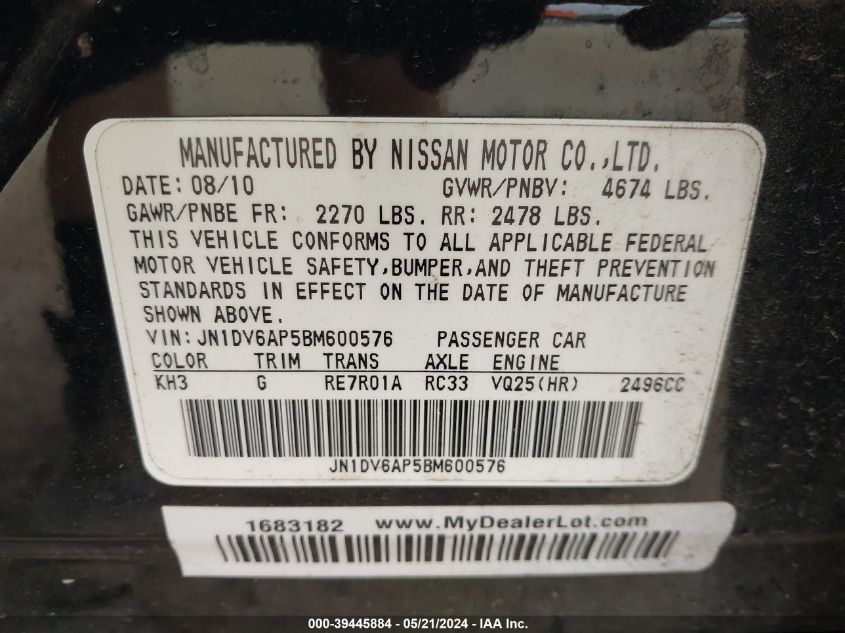 MANUFACTURED BY NISSAN MOTOR CO.,LTD.
DATE: 08/10 GVWR/PNBV: 4674 LBS.
GAWR/PNBE FR: 2270 LBS. RR: 2478 LBS.
THIS VEHICLE CONFORMS TO ALL APPLICABLE FEDERAL
MOTOR VEHICLE SAFETY,BUMPER,AND THEFT PREVENTION
STANDARDS IN EFFECT ON THE DATE OF MANUFACTURE
SHOWN ABOVE.
VIN:JN1DV6AP5BM600576 PASSENGER CAR
COLOR TRIM TRANS AXLE ENGINE
KH3 G RE7R01A RC33 VQ25(HR) 2496CC
JN1DV6AP5BM600576
1683182 www.MyDealerLot.com
000-39445884 - 05/21/2024 - IAA Inc.